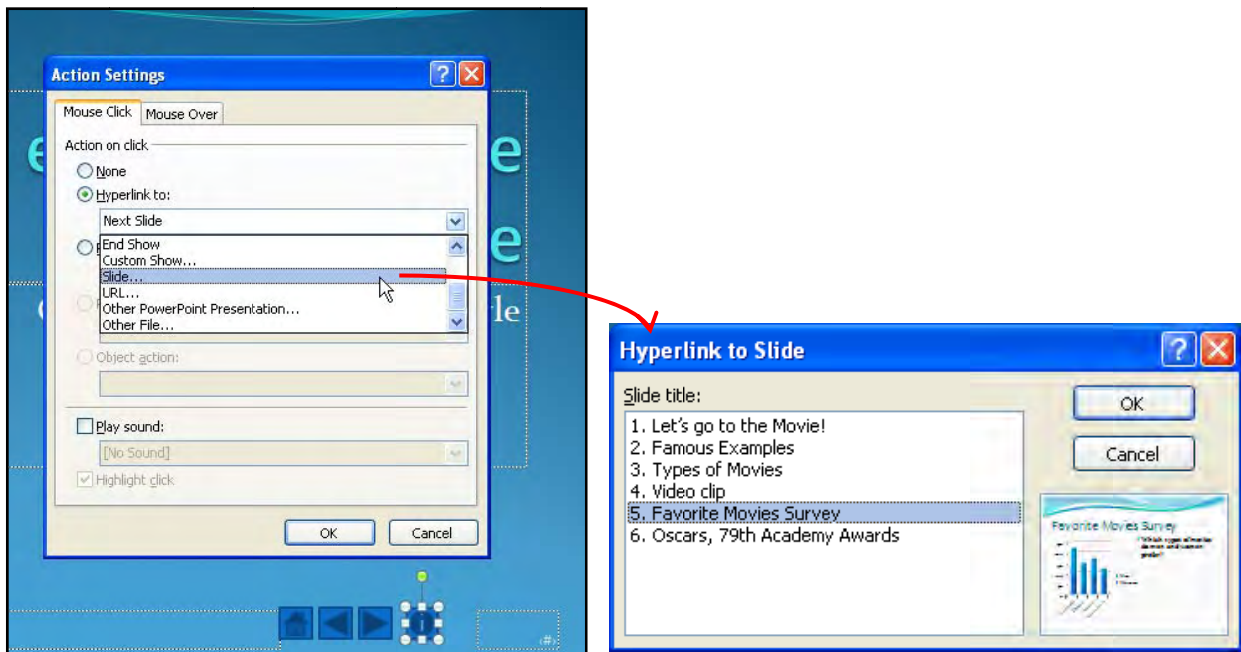 Action Settings
Mouse Click Mouse Over
Action on click
None
Hyperlink to:
Next Slide
End Show
Custom Show...
Slide...
URL...
Other PowerPoint Presentation...
Other File...
Object action:
Play sound:
[No Sound]
Highlight click
OK Cancel
e
e
le
‹#›
Hyperlink to Slide
Slide title:
1. Let's go to the Movie!
2. Famous Examples
3. Types of Movies
4. Video clip
5. Favorite Movies Survey
6. Oscars, 79th Academy Awards
OK
Cancel
Favorite Movies Survey